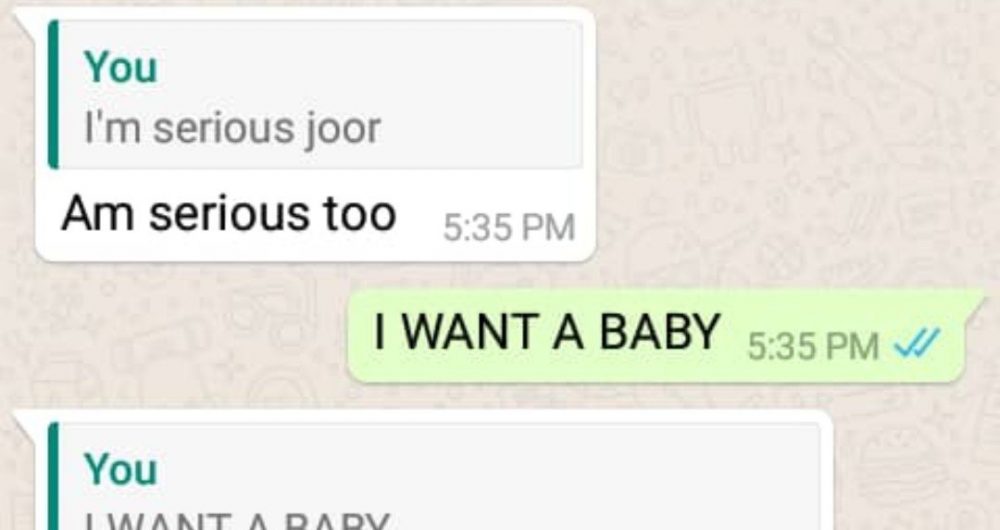 You
I'm serious joor
Am serious too 5:35 PM
I WANT A BABY 5:35 PM
You
I WANT A BABY